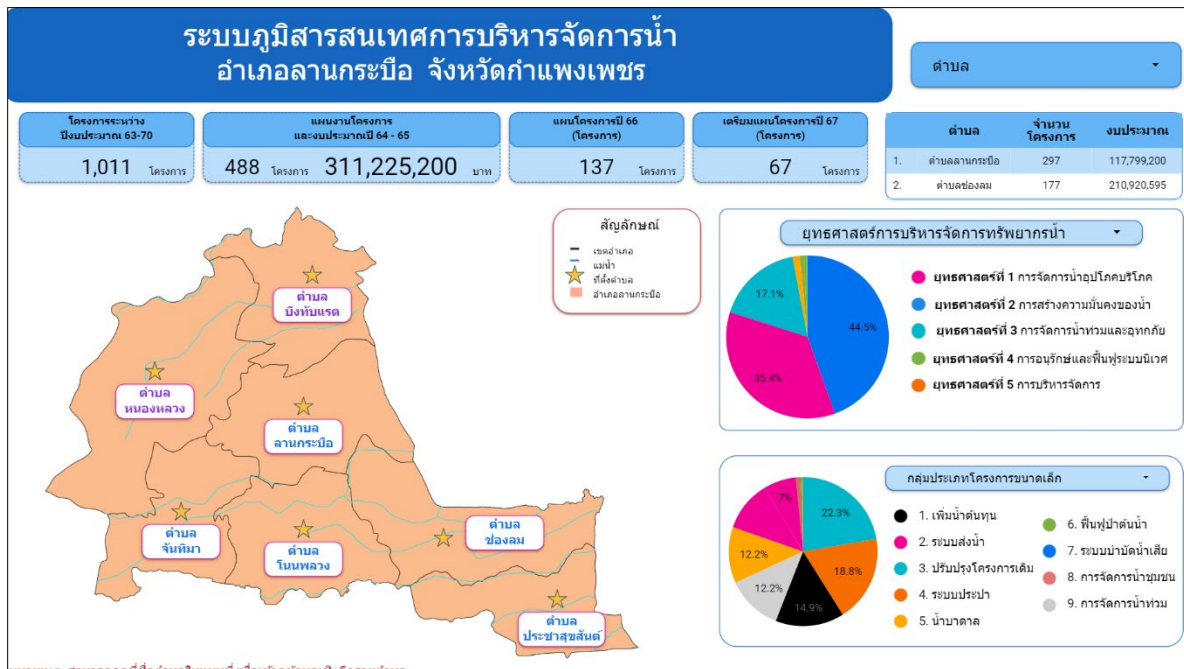 ระบบภูมิสารสนเทศการบริหารจัดการน้ำ
อำเภอลานกระบือ จังหวัดกำแพงเพชร
ตำบล
โครงการระหว่าง
ปีงบประมาณ 63-70
1,011 โครงการ
แผนงานโครงการ
และงบประมาณปี 64 - 65
488 โครงการ 311,225,200 บาท
แผนโครงการปี 66
(โครงการ)
137 โครงการ
เตรียมแผนโครงการปี 67
(โครงการ)
67 โครงการ
ตำบล จำนวน งบประมาณ
โครงการ
1. ตำบลลานกระบือ 297 117,799,200
2. ตำบลช่องลม 177 210,920,595
สัญลักษณ์
เขตอำเภอ
แม่น้ำ
ที่ตั้งตำบล
อำเภอลานกระบือ
ตำบล
บึงทับแรต
ตำบล
หนองหลวง
ตำบล
ลานกระบือ
ตำบล
จันทิมา
ตำบล
โนนพลวง
ตำบล
ช่องลม
ตำบล
ประชาสุขสันต์
ยุทธศาสตร์การบริหารจัดการทรัพยากรน้ำ
17.1%
44.5%
35.4%
ยุทธศาสตร์ที่ 1 การจัดการน้ำอุปโภคบริโภค
ยุทธศาสตร์ที่ 2 การสร้างความมั่นคงของน้ำ
ยุทธศาสตร์ที่ 3 การจัดการน้ำท่วมและอุทกภัย
ยุทธศาสตร์ที่ 4 การอนุรักษ์และฟื้นฟูระบบนิเวศ
ยุทธศาสตร์ที่ 5 การบริหารจัดการ
กลุ่มประเภทโครงการขนาดเล็ก
7%
22.3%
12.2%
18.8%
12.2%
14.9%
1. เพิ่มน้ำต้นทุน
2. ระบบส่งน้ำ
3. ปรับปรุงโครงการเดิม
4. ระบบประปา
5. น้ำบาดาล
6. ฟื้นฟูป่าต้นน้ำ
7. ระบบบำบัดน้ำเสีย
8. การจัดการน้ำชุมชน
9. การจัดการน้ำท่วม